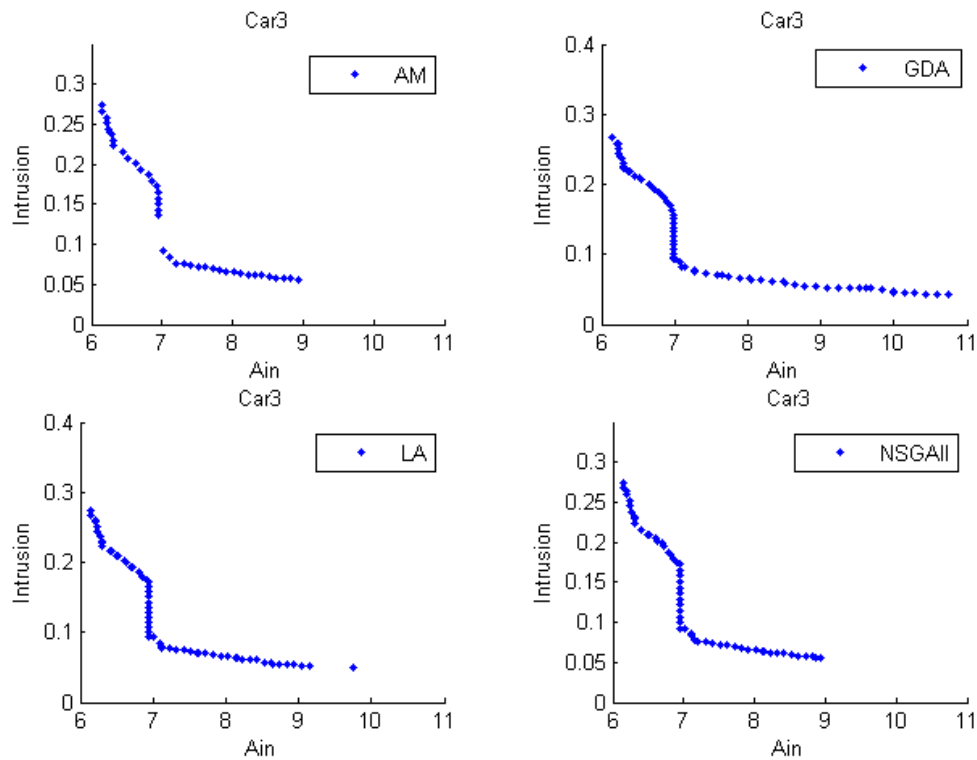 Car3
AM
Intrusion
0.3
0.25
0.2
0.15
0.1
0.05
0
6 7 8 9 10 11
Ain
Car3
GDA
Intrusion
0.4
0.3
0.2
0.1
0
6 7 8 9 10 11
Ain
Car3
LA
Intrusion
0.4
0.3
0.2
0.1
0
6 7 8 9 10 11
Ain
Car3
NSGAII
Intrusion
0.3
0.25
0.2
0.15
0.1
0.05
0
6 7 8 9 10 11
Ain